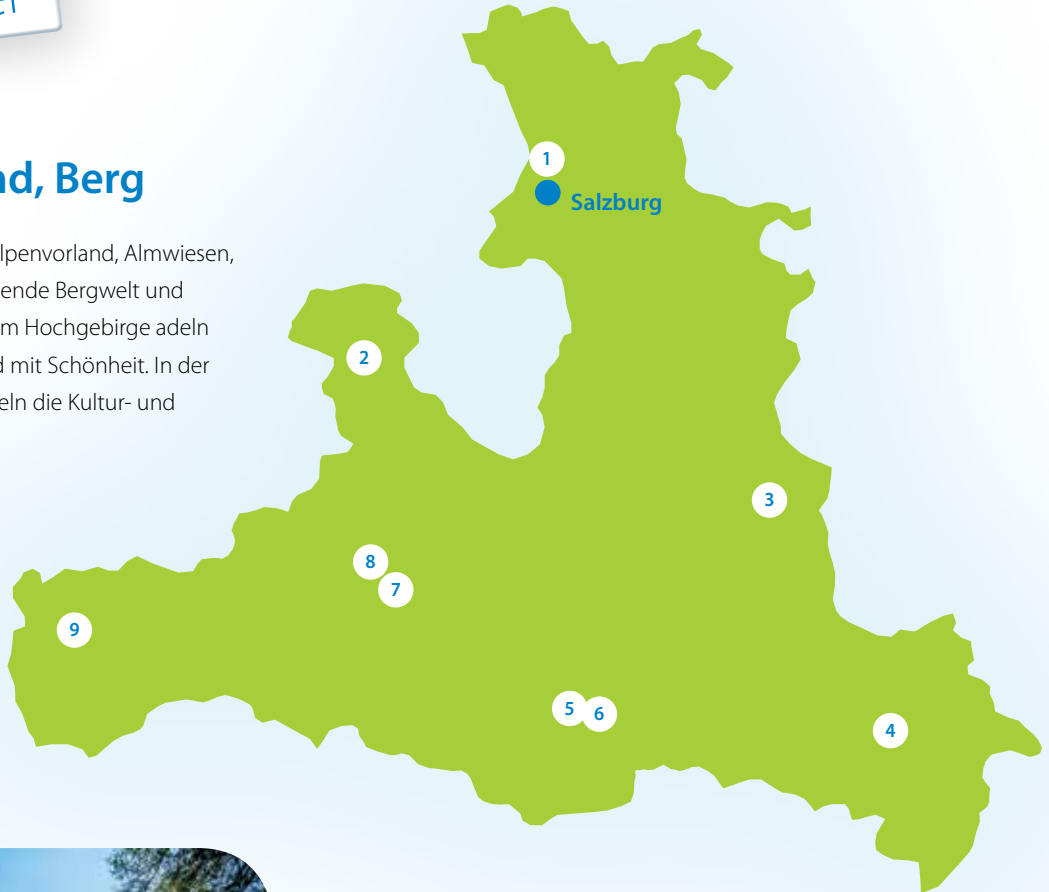 nd, Berg
lpenvorland, Almwiesen,
ende Bergwelt und
m Hochgebirge adeln
d mit Schönheit. In der
eln die Kultur- und
1
Salzburg
2
3
8
7
9
5
6
4